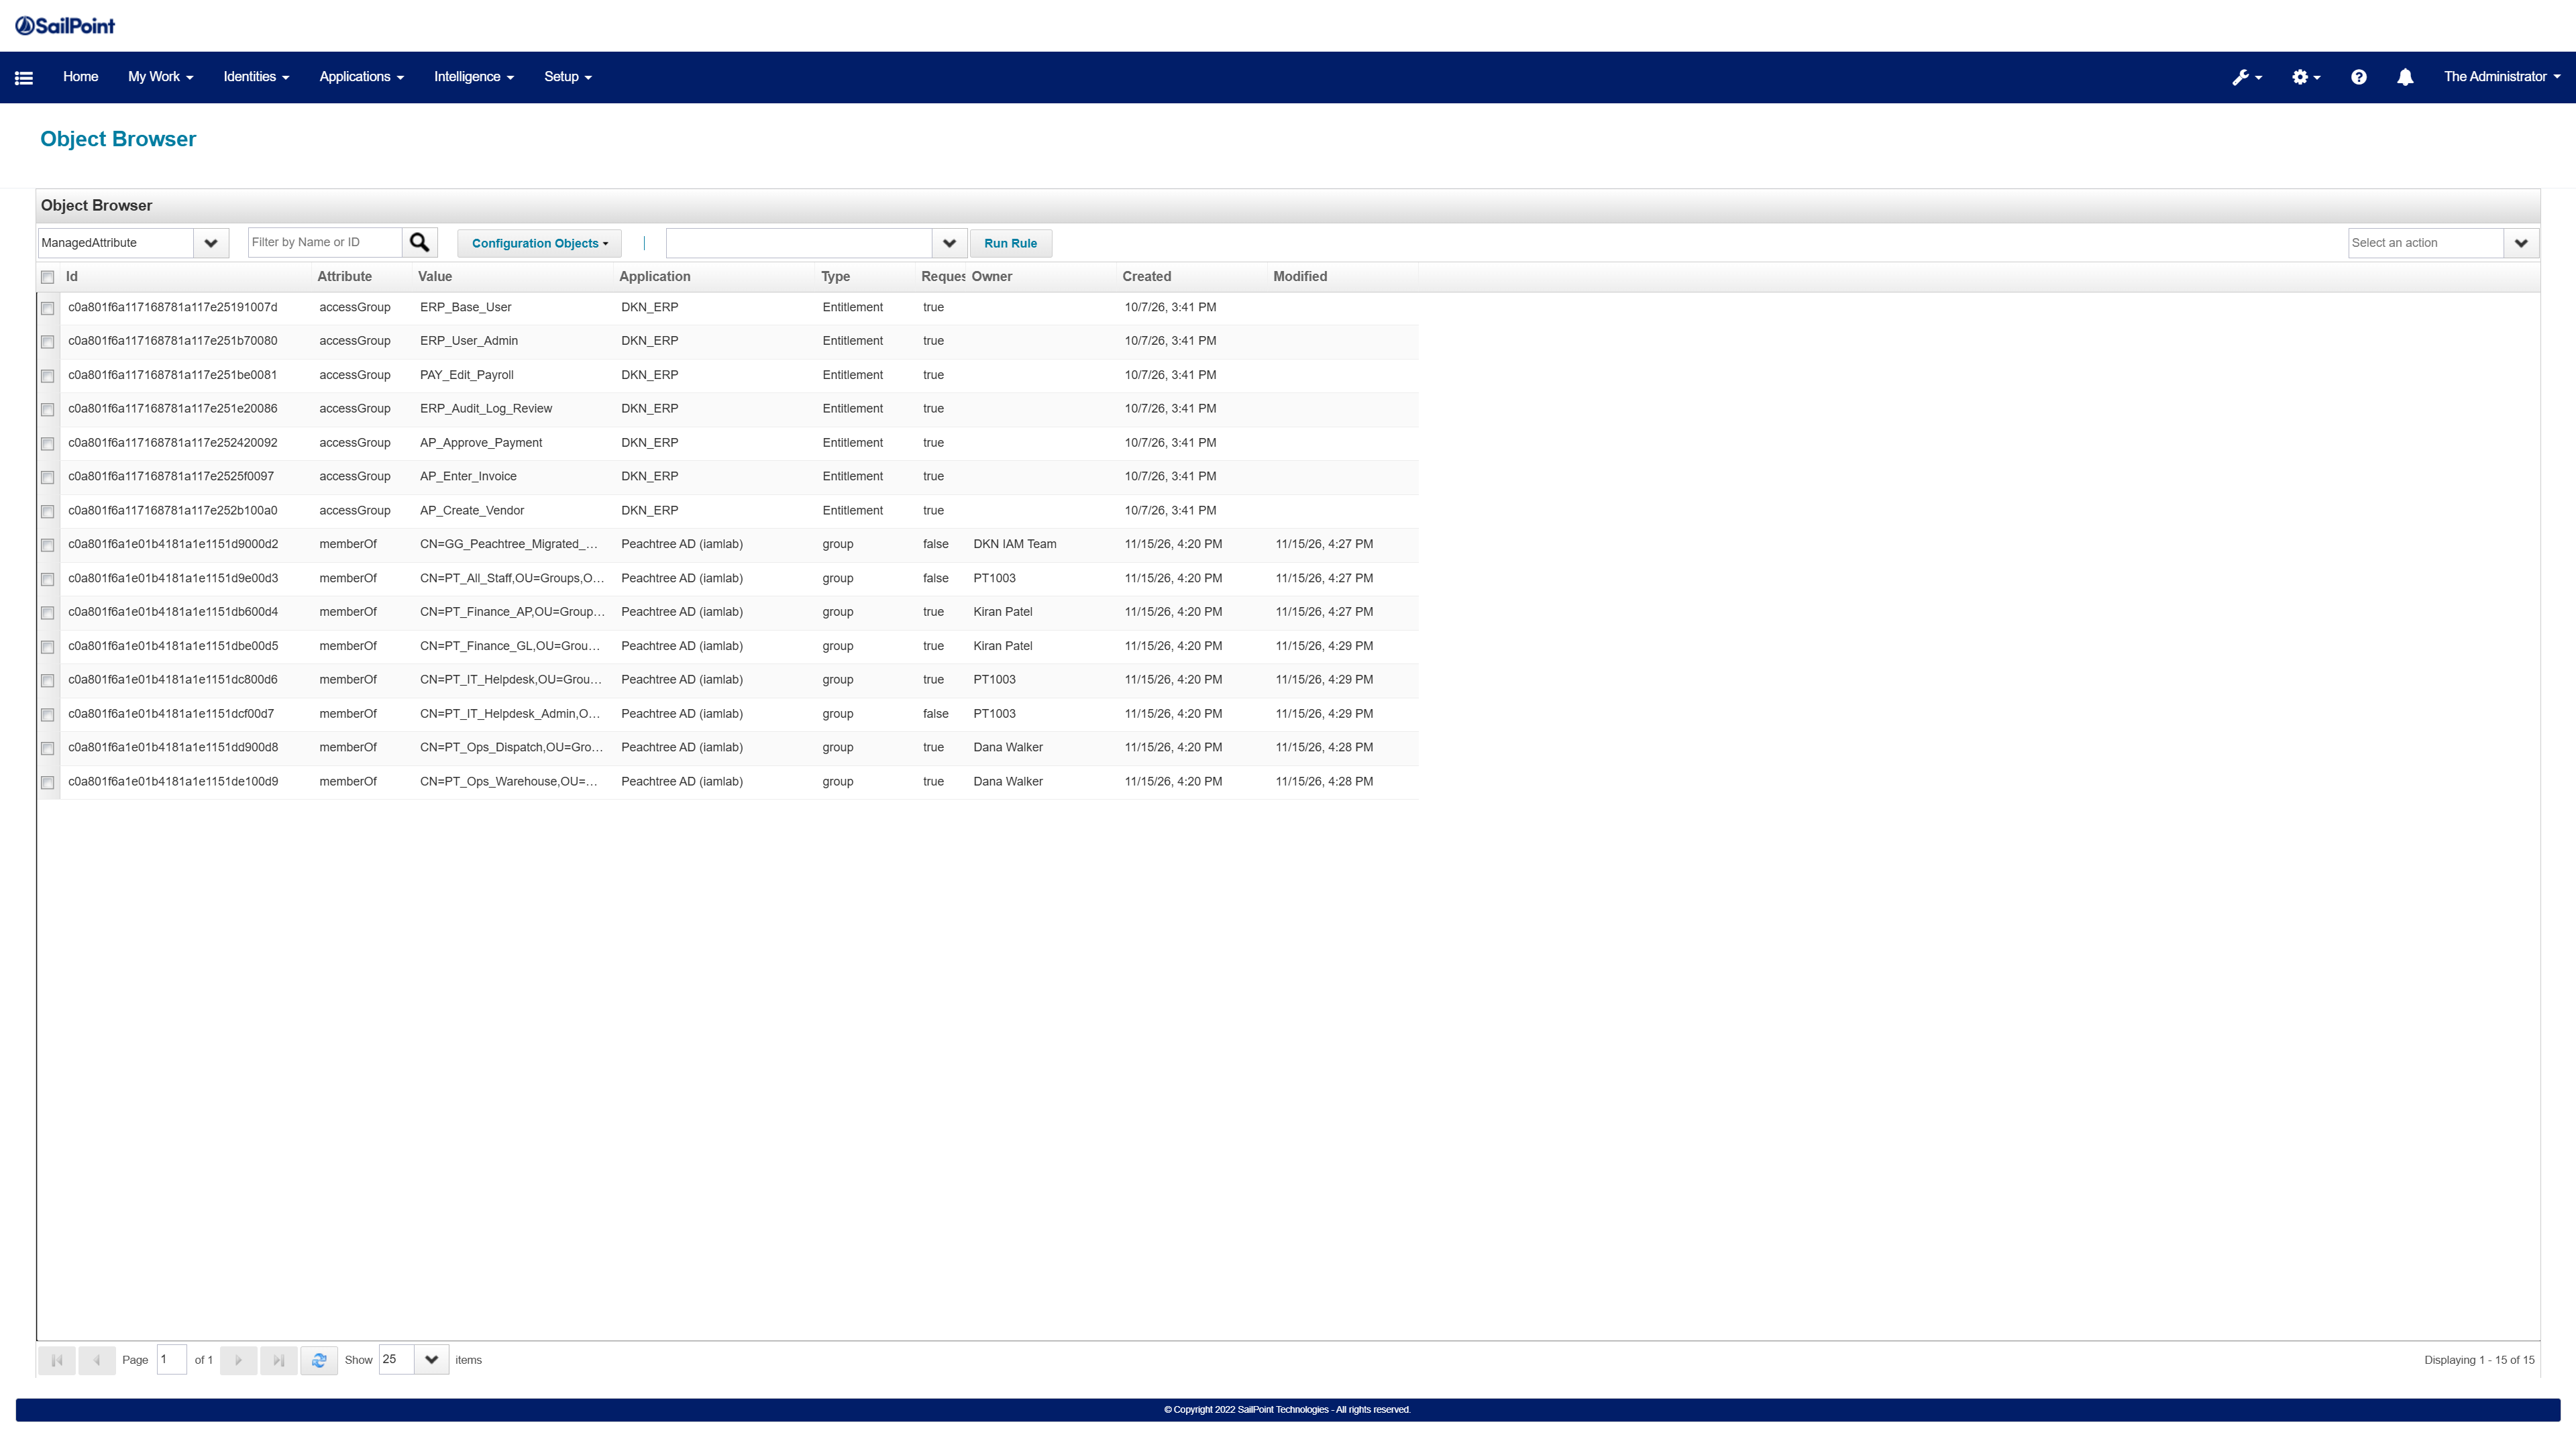 SailPoint
Home My Work Identities Applications Intelligence Setup The Administrator
Object Browser
Object Browser
ManagedAttribute Filter by Name or ID Configuration Objects | Run Rule Select an action
Id Attribute Value Application Type Reques Owner Created Modified
c0a801f6a117168781a117e25191007d accessGroup ERP_Base_User DKN_ERP Entitlement true 10/7/26, 3:41 PM
c0a801f6a117168781a117e251b70080 accessGroup ERP_User_Admin DKN_ERP Entitlement true 10/7/26, 3:41 PM
c0a801f6a117168781a117e251be0081 accessGroup PAY_Edit_Payroll DKN_ERP Entitlement true 10/7/26, 3:41 PM
c0a801f6a117168781a117e251e20086 accessGroup ERP_Audit_Log_Review DKN_ERP Entitlement true 10/7/26, 3:41 PM
c0a801f6a117168781a117e252420092 accessGroup AP_Approve_Payment DKN_ERP Entitlement true 10/7/26, 3:41 PM
c0a801f6a117168781a117e2525f0097 accessGroup AP_Enter_Invoice DKN_ERP Entitlement true 10/7/26, 3:41 PM
c0a801f6a117168781a117e252b100a0 accessGroup AP_Create_Vendor DKN_ERP Entitlement true 10/7/26, 3:41 PM
c0a801f6a1e01b4181a1e1151d9000d2 memberOf CN=GG_Peachtree_Migrated_... Peachtree AD (iamlab) group false DKN IAM Team 11/15/26, 4:20 PM 11/15/26, 4:27 PM
c0a801f6a1e01b4181a1e1151d9e00d3 memberOf CN=PT_All_Staff,OU=Groups,O... Peachtree AD (iamlab) group false PT1003 11/15/26, 4:20 PM 11/15/26, 4:27 PM
c0a801f6a1e01b4181a1e1151db600d4 memberOf CN=PT_Finance_AP,OU=Group... Peachtree AD (iamlab) group true Kiran Patel 11/15/26, 4:20 PM 11/15/26, 4:27 PM
c0a801f6a1e01b4181a1e1151dbe00d5 memberOf CN=PT_Finance_GL,OU=Grou... Peachtree AD (iamlab) group true Kiran Patel 11/15/26, 4:20 PM 11/15/26, 4:29 PM
c0a801f6a1e01b4181a1e1151dc800d6 memberOf CN=PT_IT_Helpdesk,OU=Grou... Peachtree AD (iamlab) group true PT1003 11/15/26, 4:20 PM 11/15/26, 4:29 PM
c0a801f6a1e01b4181a1e1151dcf00d7 memberOf CN=PT_IT_Helpdesk_Admin,O... Peachtree AD (iamlab) group false PT1003 11/15/26, 4:20 PM 11/15/26, 4:29 PM
c0a801f6a1e01b4181a1e1151dd900d8 memberOf CN=PT_Ops_Dispatch,OU=Gro... Peachtree AD (iamlab) group true Dana Walker 11/15/26, 4:20 PM 11/15/26, 4:28 PM
c0a801f6a1e01b4181a1e1151de100d9 memberOf CN=PT_Ops_Warehouse,OU=... Peachtree AD (iamlab) group true Dana Walker 11/15/26, 4:20 PM 11/15/26, 4:28 PM
Page 1 of 1 Show 25 items Displaying 1 - 15 of 15
© Copyright 2022 SailPoint Technologies - All rights reserved.